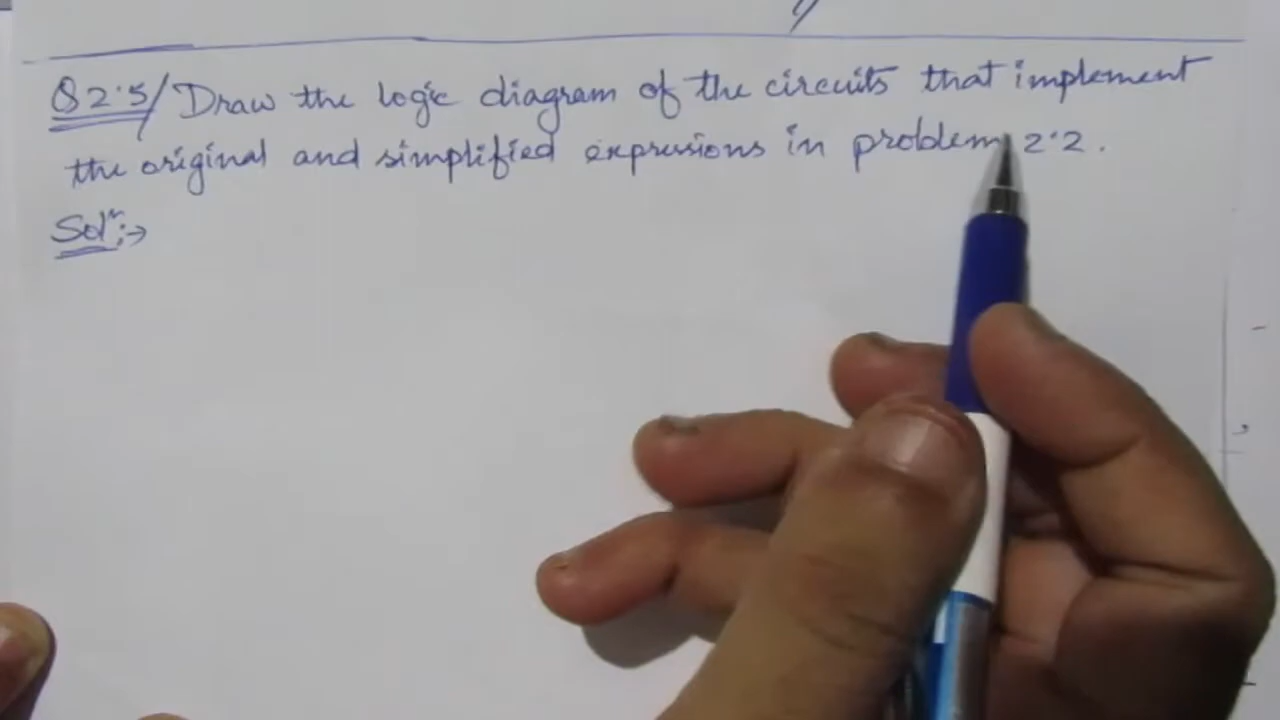 Q2.5/ Draw the logic diagram of the circuits that implement
the original and simplified expressions in problem 2.2.
Solⁿ:→